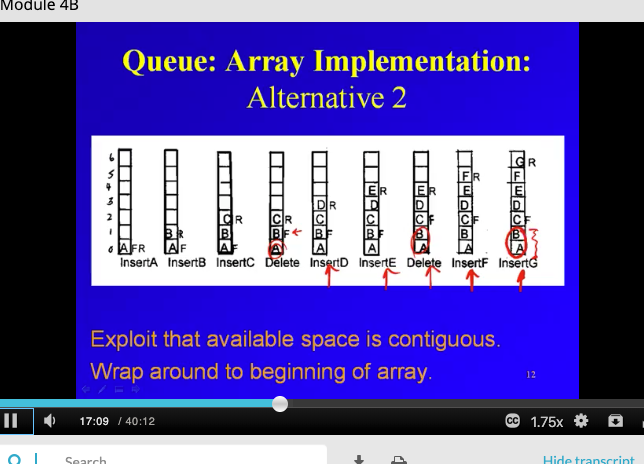 Module 4B
Queue: Array Implementation:
Alternative 2
6
5
4
3
2
1
0
A FR
InsertA
B R
A F
InsertB
C R
B
A F
InsertC
C R
B F
A
Delete
D R
C
B F
A
InsertD
E R
D
C
B F
A
InsertE
E R
D
C F
B
A
Delete
F R
E
D
C F
B
A
InsertF
G R
F
E
D
C F
B
A
InsertG
Exploit that available space is contiguous.
Wrap around to beginning of array.
12
17:09 / 40:12
CC 1.75x
Search
Hide transcript